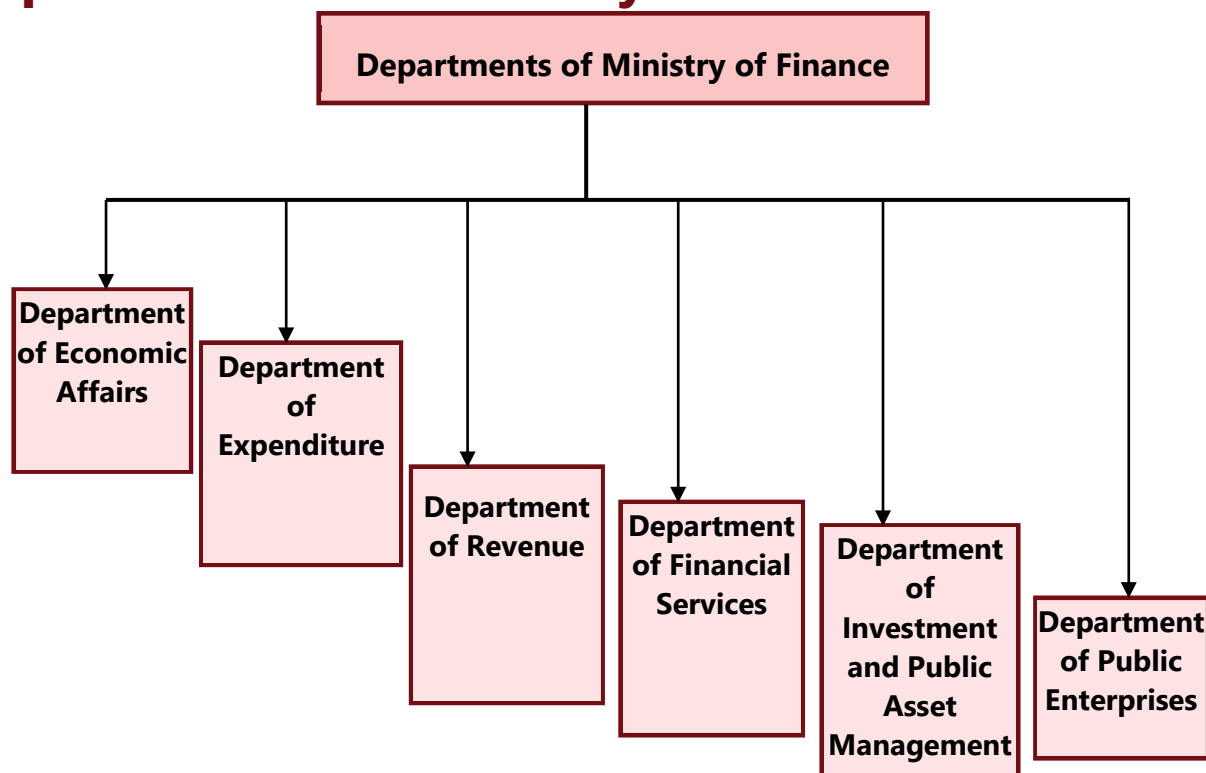 Departments of Ministry of Finance
Department
of Economic
Affairs
Department
of
Expenditure
Department
of Revenue
Department
of Financial
Services
Department
of
Investment
and Public
Asset
Management
Department
of Public
Enterprises